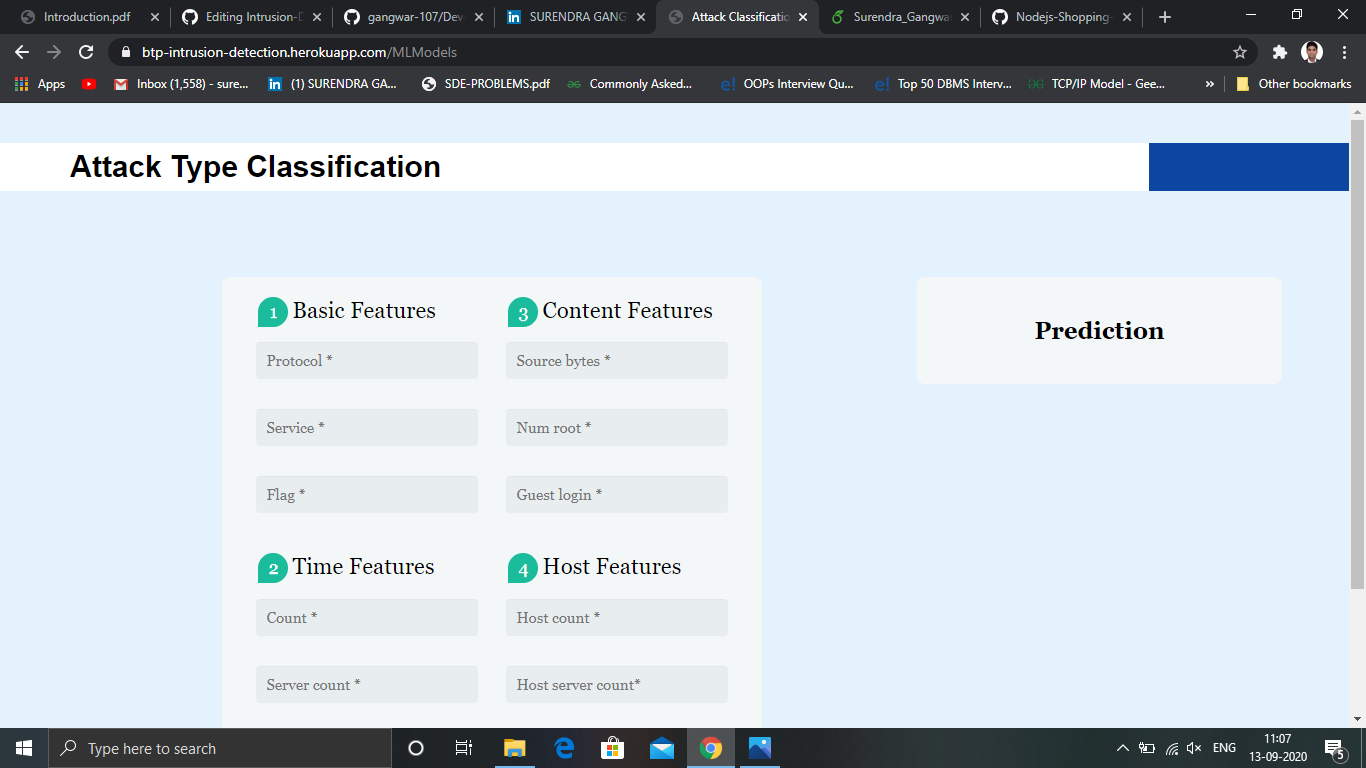 Introduction.pdf
Editing Intrusion-D
gangwar-107/Dev-
SURENDRA GANG
Attack Classificatio
Surendra_Gangwa
Nodejs-Shopping-
btp-intrusion-detection.herokuapp.com/MLModels
Apps
Inbox (1,558) - sure...
(1) SURENDRA GA...
SDE-PROBLEMS.pdf
Commonly Asked...
OOPs Interview Qu...
Top 50 DBMS Interv...
TCP/IP Model - Gee...
»
Other bookmarks
Attack Type Classification
1 Basic Features
Protocol *
Service *
Flag *
3 Content Features
Source bytes *
Num root *
Guest login *
2 Time Features
Count *
Server count *
4 Host Features
Host count *
Host server count*
Prediction
Type here to search
ENG
11:07
13-09-2020
5